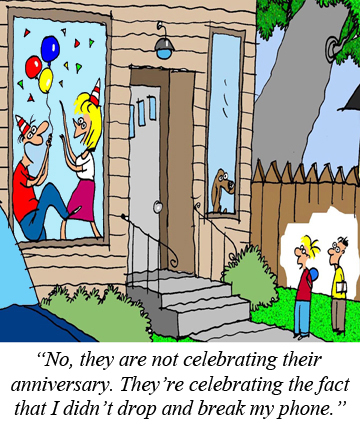 “No, they are not celebrating their
anniversary. They’re celebrating the fact
that I didn’t drop and break my phone.”